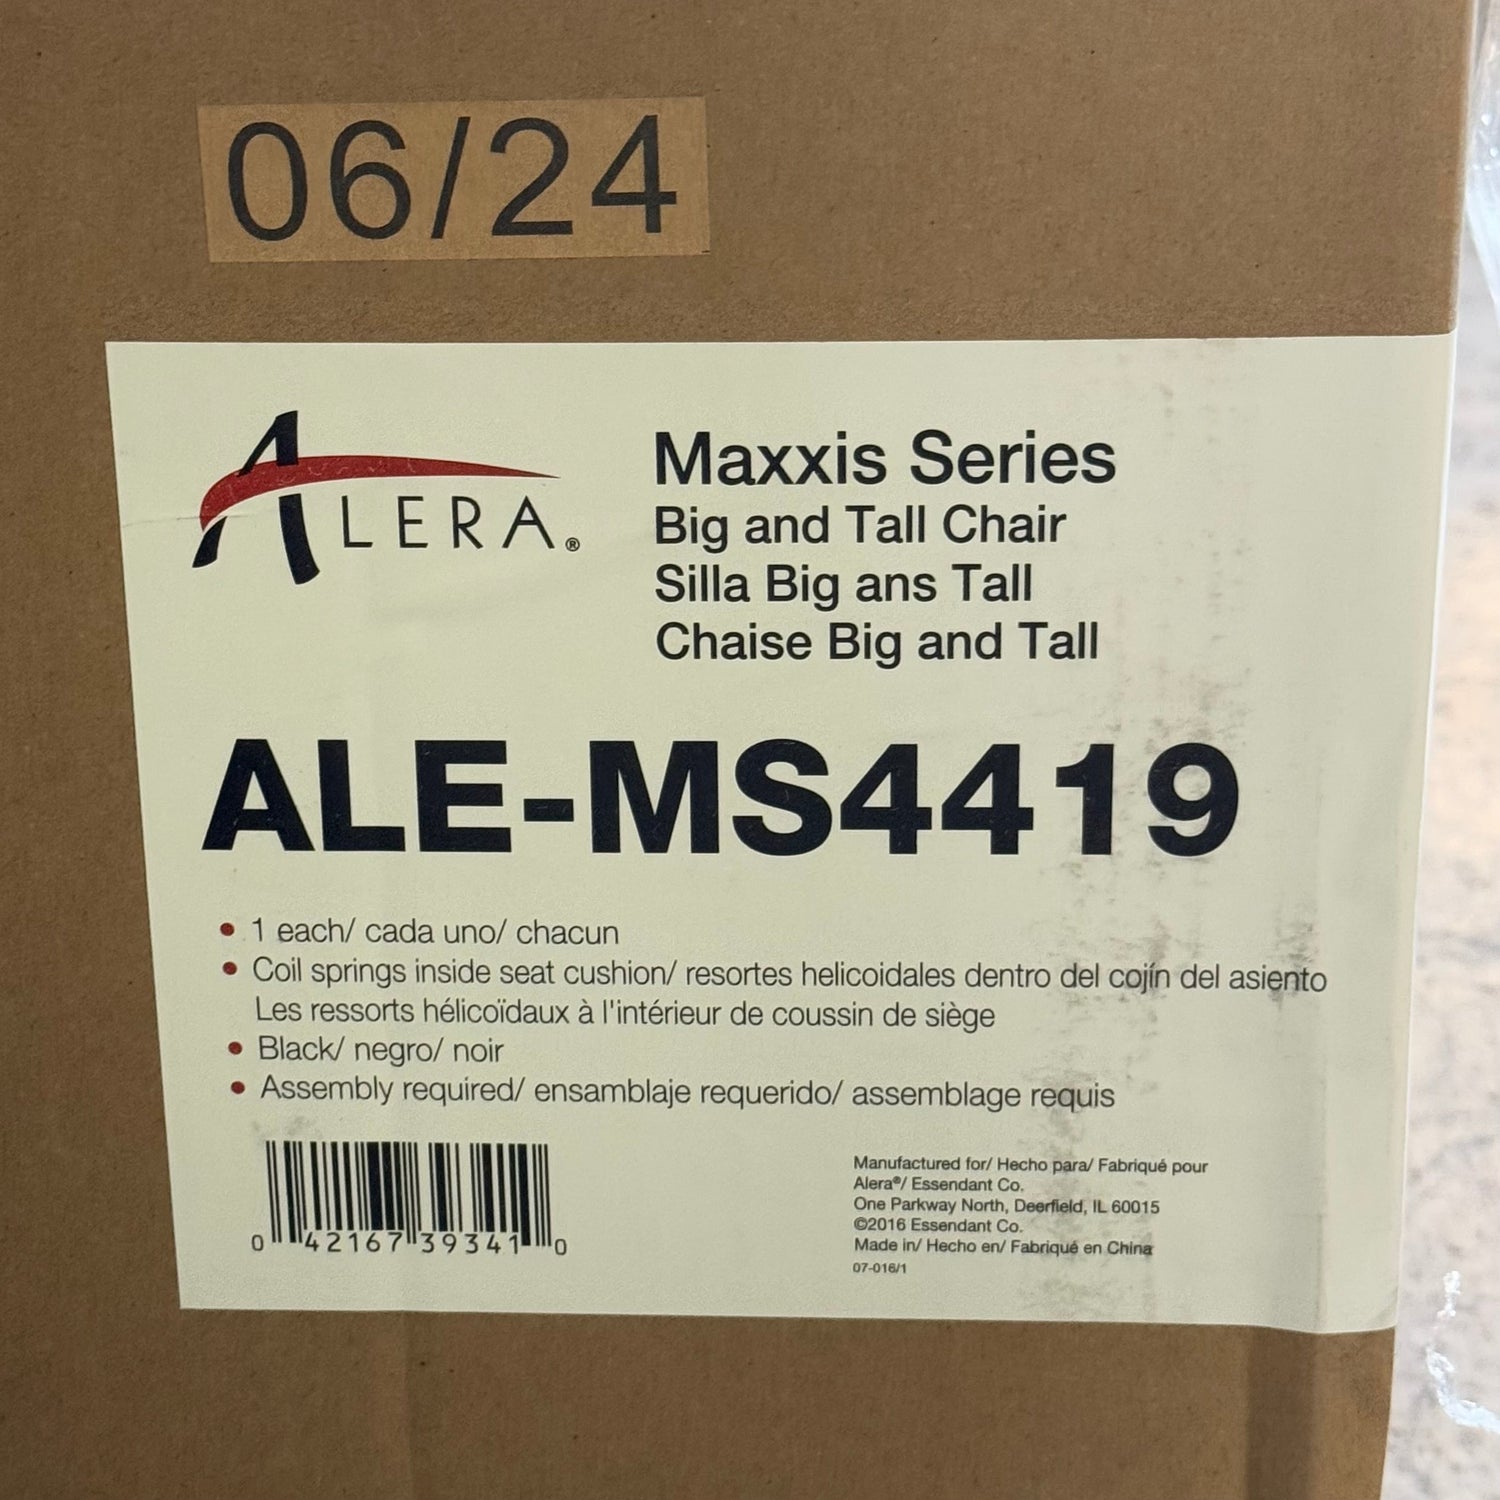 06/24
ALERA®
Maxxis Series
Big and Tall Chair
Silla Big ans Tall
Chaise Big and Tall
ALE-MS4419
• 1 each/ cada uno/ chacun
• Coil springs inside seat cushion/ resortes helicoidales dentro del cojín del asiento
Les ressorts hélicoïdaux à l'intérieur de coussin de siège
• Black/ negro/ noir
• Assembly required/ ensamblaje requerido/ assemblage requis
0 42167 39341 0
Manufactured for/ Hecho para/ Fabriqué pour
Alera®/ Essendant Co.
One Parkway North, Deerfield, IL 60015
©2016 Essendant Co.
Made in/ Hecho en/ Fabriqué en China
07-016/1